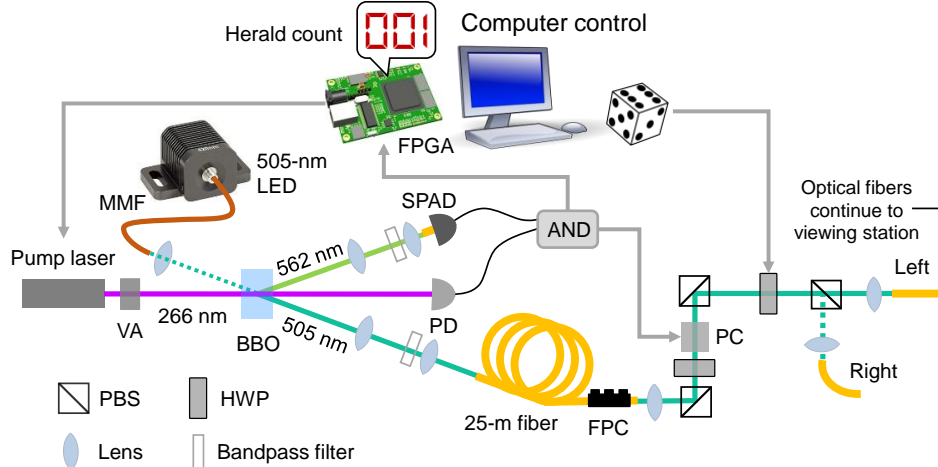 Herald count
001
Computer control
FPGA
505-nm
LED
MMF
SPAD
AND
Optical fibers
continue to
viewing station
Pump laser
562 nm
Left
VA
266 nm
BBO
505 nm
PD
PC
Right
25-m fiber
FPC
PBS
HWP
Lens
Bandpass filter